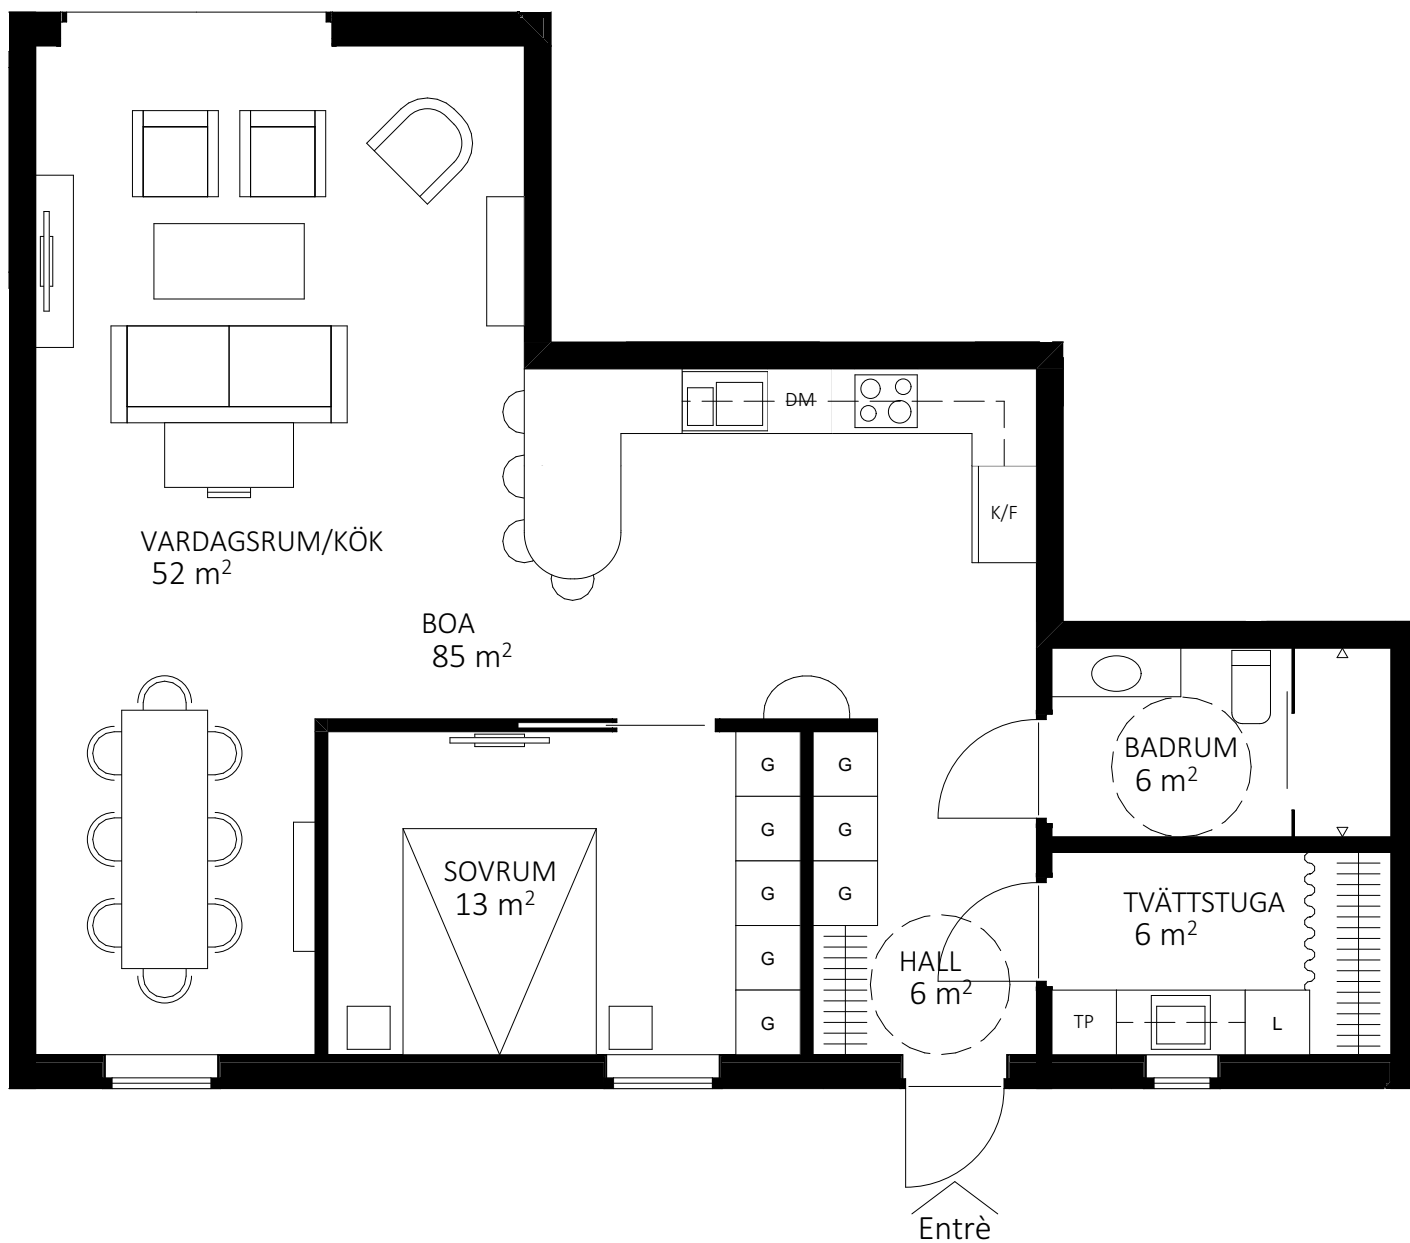 DM
K/F
VARDAGSRUM/KÖK
52 m²
BOA
85 m²
BADRUM
6 m²
G
G
G
G
G
G
G
G
SOVRUM
13 m²
TVÄTTSTUGA
6 m²
HALL
6 m²
TP
L
Entrè